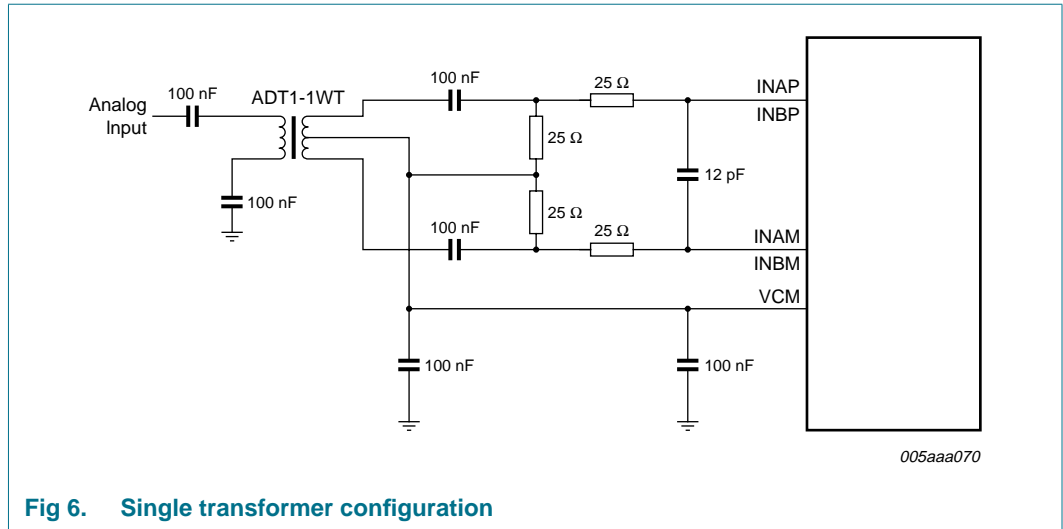 100 nF
ADT1-1WT
Analog
Input
100 nF
100 nF
25 Ω
INAP
INBP
25 Ω
12 pF
25 Ω
100 nF
25 Ω
INAM
INBM
VCM
100 nF
100 nF
005aaa070
Fig 6. Single transformer configuration